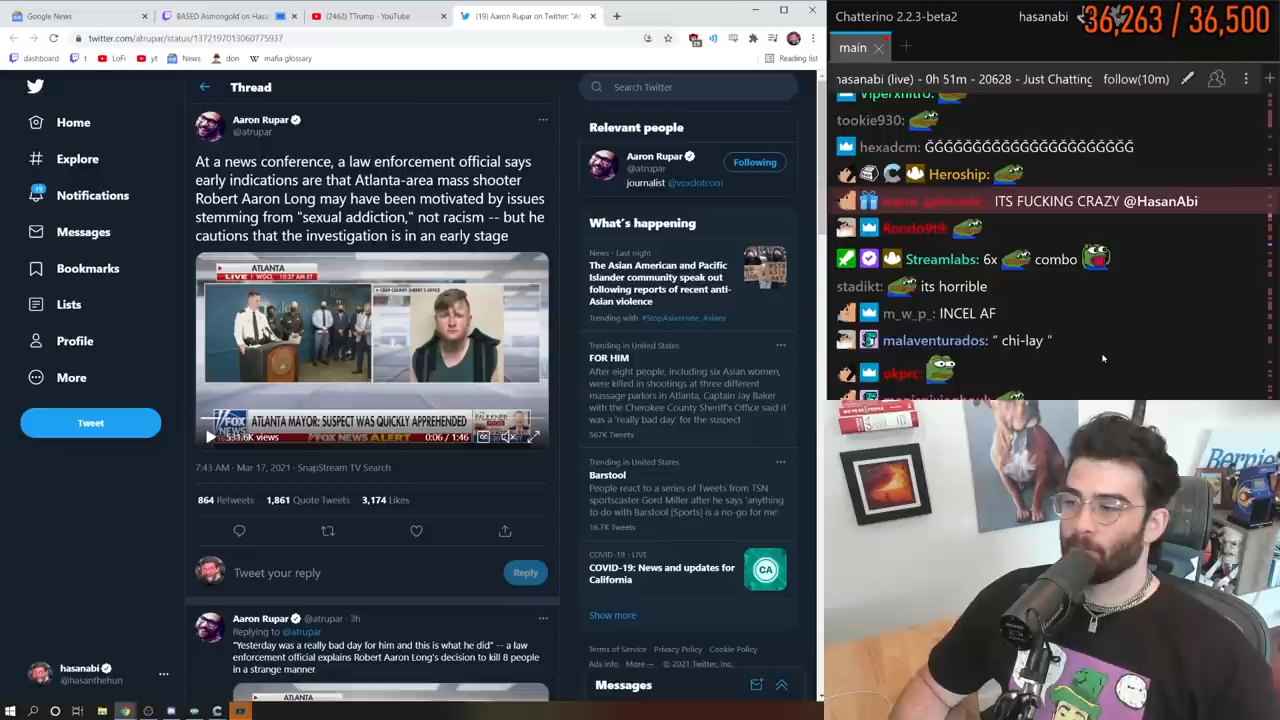 Google News
BASED Asmongold on Hasa
(2462) TTrump - YouTube
(19) Aaron Rupar on Twitter: "At
twitter.com/atrupar/status/1372197013060775937
dashboard
t
LoFi
yt
News
don
mafia glossary
Reading list
Thread
Home
Explore
19
Notifications
Messages
Bookmarks
Lists
Profile
More
Tweet
hasanabi
@hasanthehun
Aaron Rupar
@atrupar
At a news conference, a law enforcement official says
early indications are that Atlanta-area mass shooter
Robert Aaron Long may have been motivated by issues
stemming from "sexual addiction," not racism -- but he
cautions that the investigation is in an early stage
ATLANTA
LIVE WGCL 10:37 AM ET
ATLANTA MAYOR: SUSPECT WAS QUICKLY APPREHENDED
FOX NEWS ALERT
531.6K views
0:06 / 1:46
7:43 AM · Mar 17, 2021 · SnapStream TV Search
864 Retweets 1,861 Quote Tweets 3,174 Likes
Tweet your reply
Reply
Aaron Rupar @atrupar · 3h
Replying to @atrupar
"Yesterday was a really bad day for him and this is what he did" -- a law
enforcement official explains Robert Aaron Long's decision to kill 8 people
in a strange manner
ATLANTA
Search Twitter
Relevant people
Aaron Rupar
@atrupar
Following
journalist @voxdotcom
What's happening
News · Last night
The Asian American and Pacific
Islander community speak out
following reports of recent anti-
Asian violence
Trending with #StopAsianHate, Asians
Trending in United States
FOR HIM
After eight people, including six Asian women,
were killed in shootings at three different
massage parlors in Atlanta, Captain Jay Baker
with the Cherokee County Sheriff's Office said it
was a 'really bad day' for the suspect
567K Tweets
Trending in United States
Barstool
People react to a series of Tweets from TSN
sportscaster Gord Miller after he says 'anything
to do with Barstool [Sports] is a no-go for me'
16.7K Tweets
COVID-19 · LIVE
COVID-19: News and updates for
California
CA
Show more
Terms of Service Privacy Policy Cookie Policy
Ads info More ··· © 2021 Twitter, Inc.
Messages
Chatterino 2.2.3-beta2
hasanabi
36,263 / 36,500
main
hasanabi (live) - 0h 51m - 20628 - Just Chatting
follow(10m)
Viperxnitro:
tookie930:
hexadcm: ĞĞĞĞĞĞĞĞĞĞĞĞĞĞĞĞĞĞĞĞ
Heroship:
ITS FUCKING CRAZY @HasanAbi
Rondo9t9:
Streamlabs: 6x combo
stadikt: its horrible
m_w_p_: INCEL AF
malaventurados: " chi-lay "
okprc:
Bernie